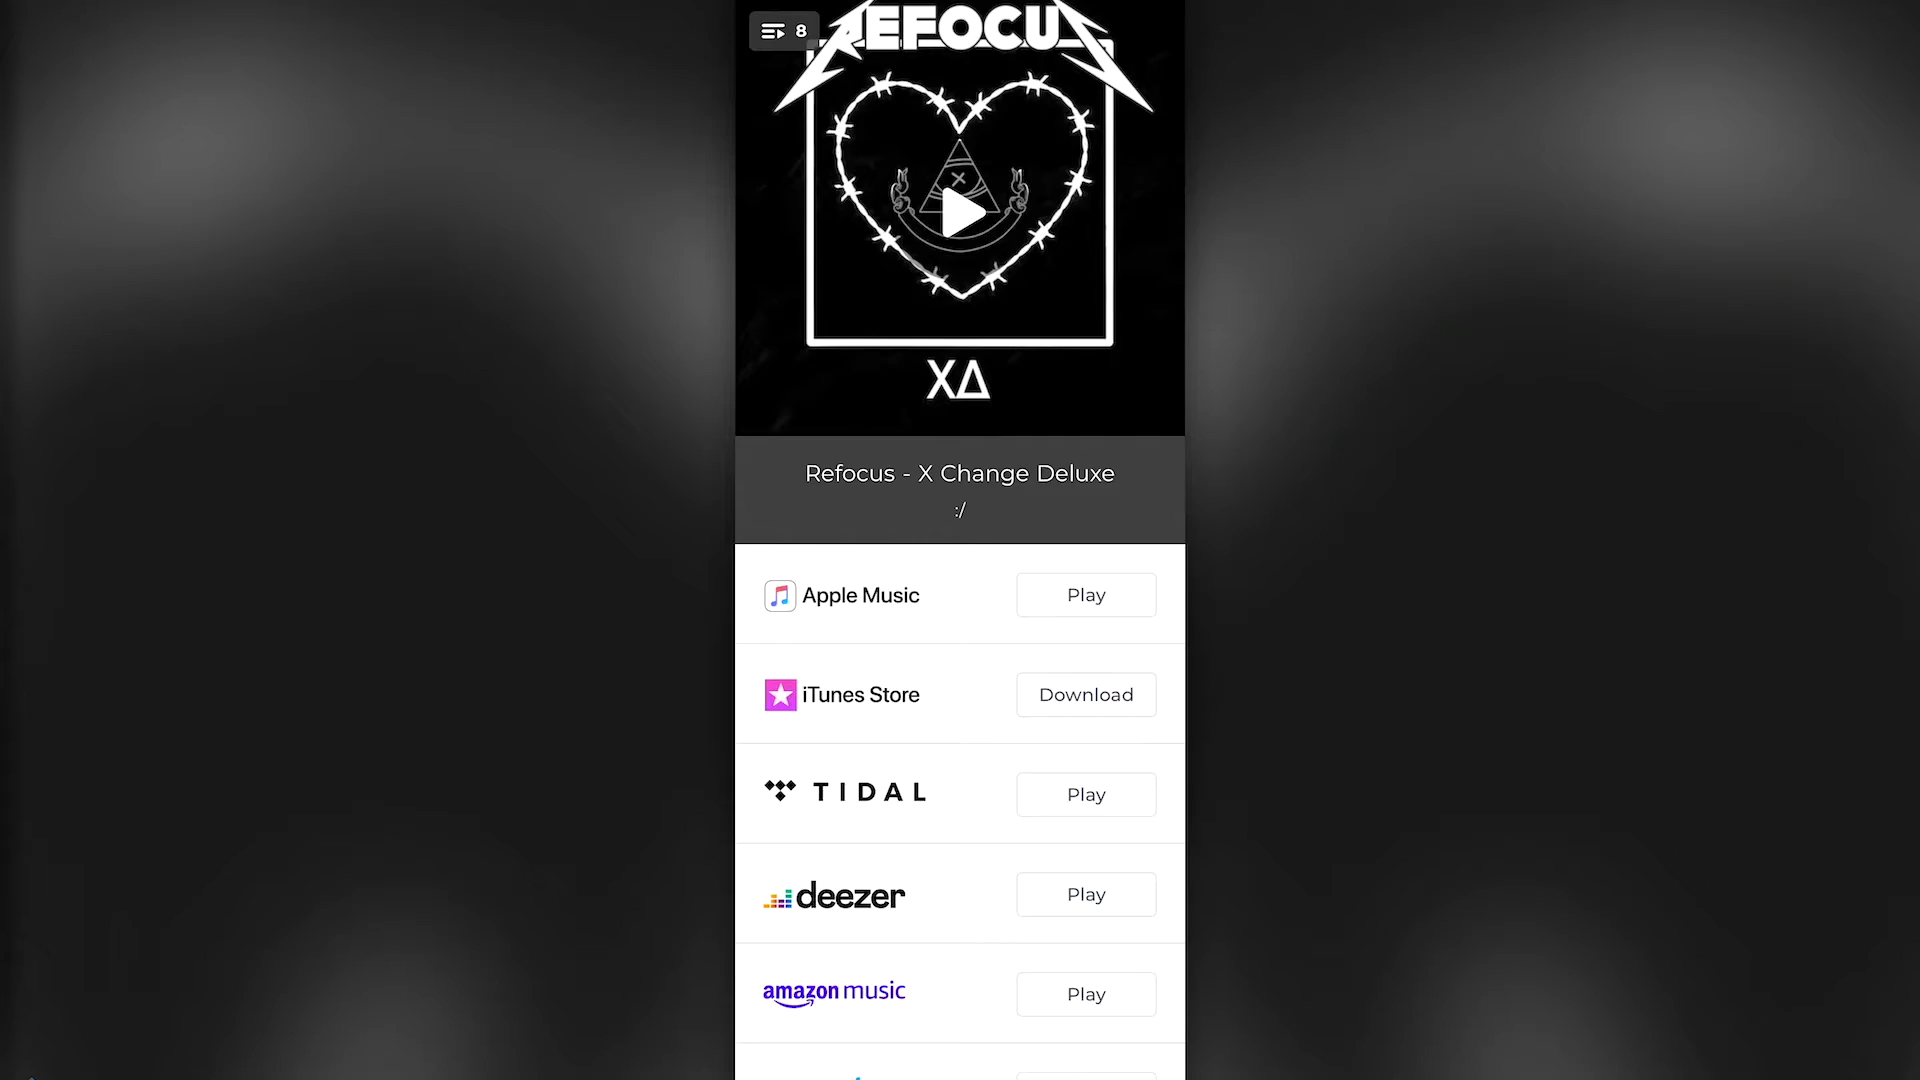 8
REFOCUS
XΔ
Refocus - X Change Deluxe
:/
Apple Music
Play
iTunes Store
Download
TIDAL
Play
deezer
Play
amazon music
Play